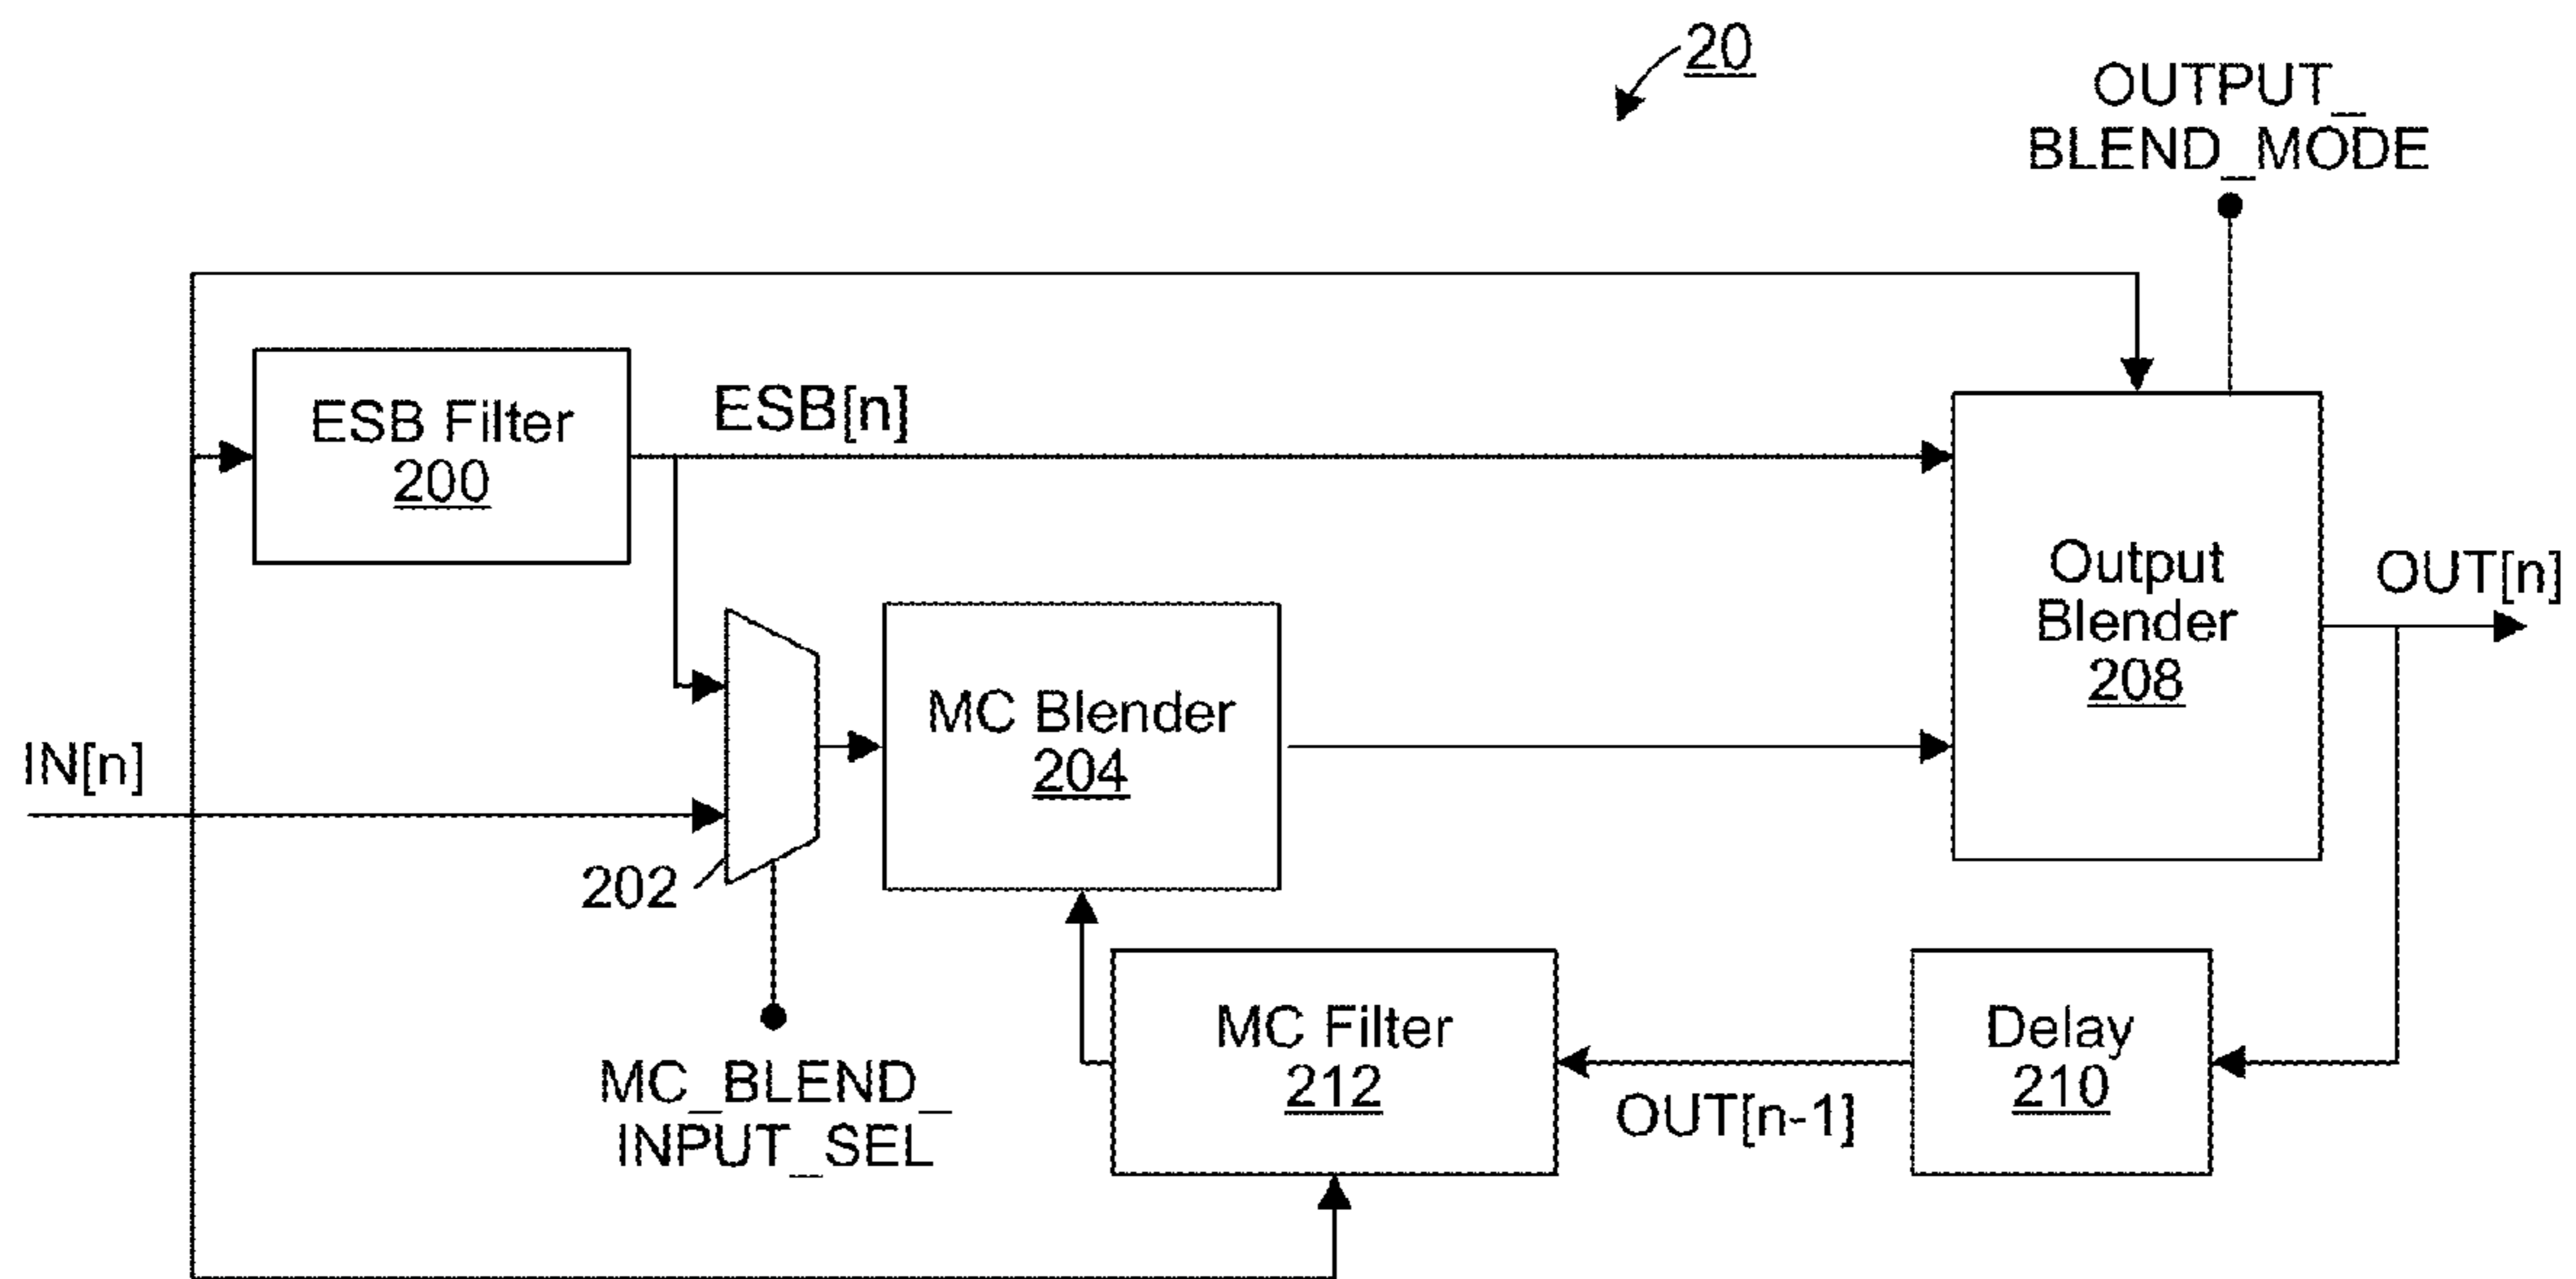 20
OUTPUT_
BLEND_MODE
ESB Filter
200
ESB[n]
Output
Blender
208
OUT[n]
MC Blender
204
IN[n]
202
MC Filter
212
Delay
210
MC_BLEND_
INPUT_SEL
OUT[n-1]